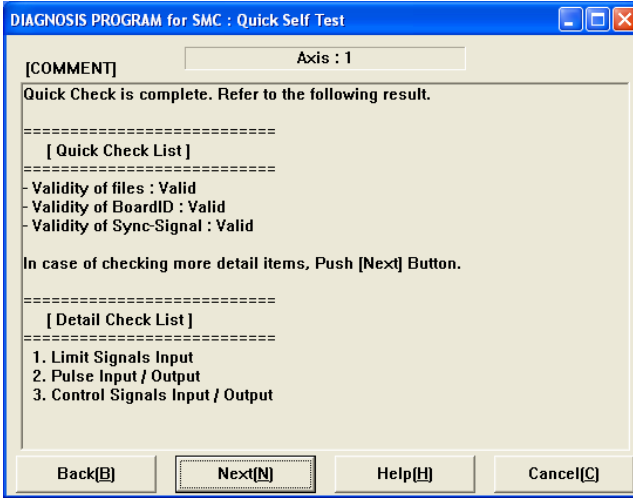 DIAGNOSIS PROGRAM for SMC : Quick Self Test
Axis : 1
[COMMENT]
Quick Check is complete. Refer to the following result.
===========================
[ Quick Check List ]
===========================
- Validity of files : Valid
- Validity of BoardID : Valid
- Validity of Sync-Signal : Valid
In case of checking more detail items, Push [Next] Button.
===========================
[ Detail Check List ]
===========================
1. Limit Signals Input
2. Pulse Input / Output
3. Control Signals Input / Output
Back(B) Next(N) Help(H) Cancel(C)